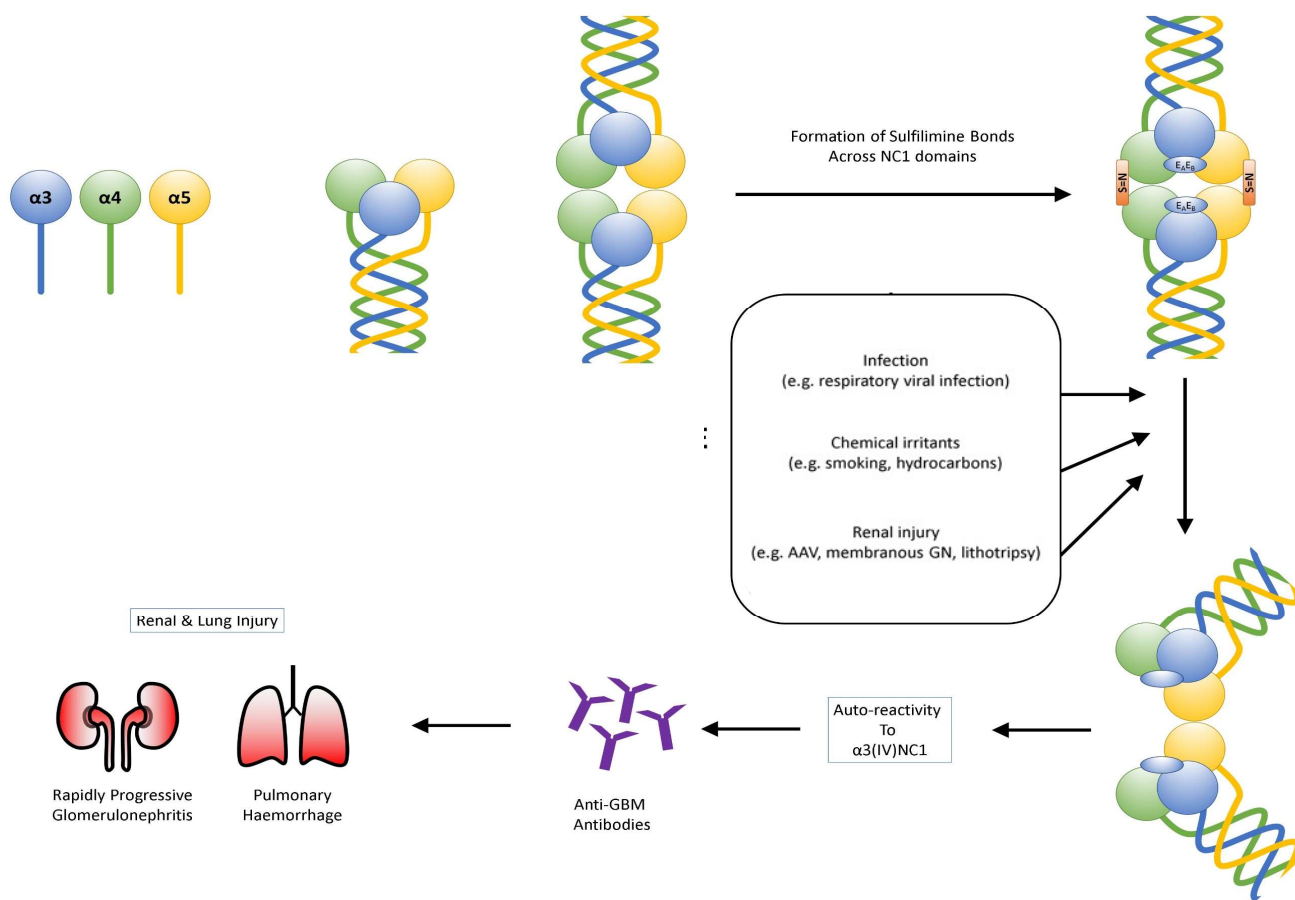 α3
α4
α5
Formation of Sulfilimine Bonds
Across NC1 domains
EAEB
S=N
S=N
EAEB
Infection
(e.g. respiratory viral infection)
Chemical irritants
(e.g. smoking, hydrocarbons)
Renal injury
(e.g. AAV, membranous GN, lithotripsy)
Renal & Lung Injury
Auto-reactivity
To
α3(IV)NC1
Rapidly Progressive
Glomerulonephritis
Pulmonary
Haemorrhage
Anti-GBM
Antibodies